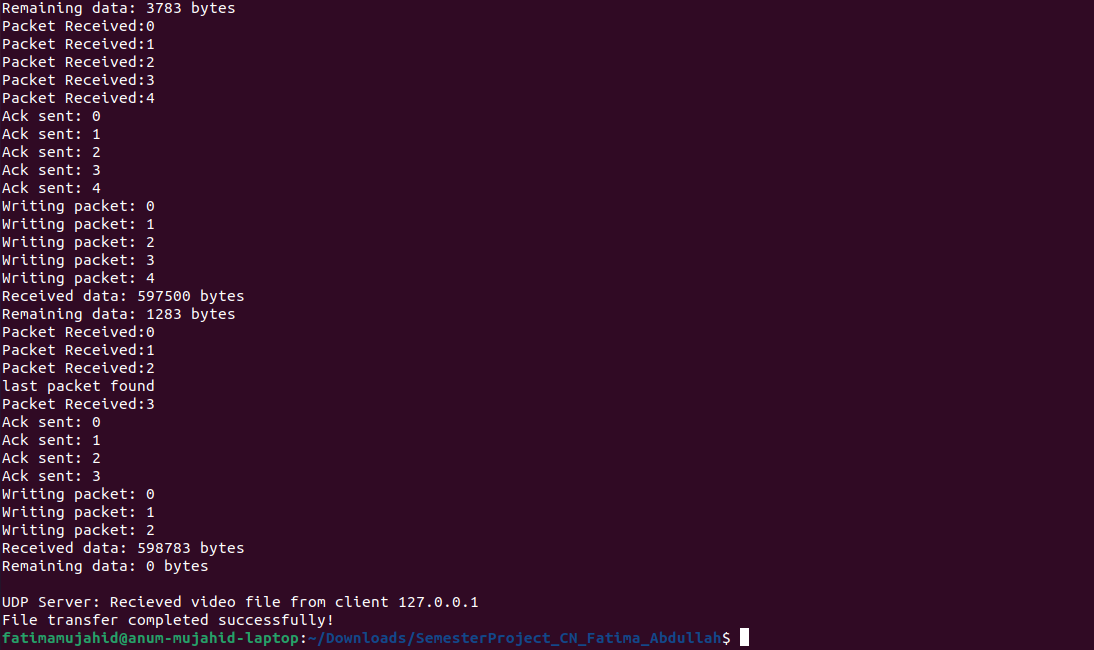 Remaining data: 3783 bytes
Packet Received:0
Packet Received:1
Packet Received:2
Packet Received:3
Packet Received:4
Ack sent: 0
Ack sent: 1
Ack sent: 2
Ack sent: 3
Ack sent: 4
Writing packet: 0
Writing packet: 1
Writing packet: 2
Writing packet: 3
Writing packet: 4
Received data: 597500 bytes
Remaining data: 1283 bytes
Packet Received:0
Packet Received:1
Packet Received:2
last packet found
Packet Received:3
Ack sent: 0
Ack sent: 1
Ack sent: 2
Ack sent: 3
Writing packet: 0
Writing packet: 1
Writing packet: 2
Received data: 598783 bytes
Remaining data: 0 bytes
UDP Server: Recieved video file from client 127.0.0.1
File transfer completed successfully!
fatimamujahid@anum-mujahid-laptop:~/Downloads/SemesterProject_CN_Fatima_Abdullah$